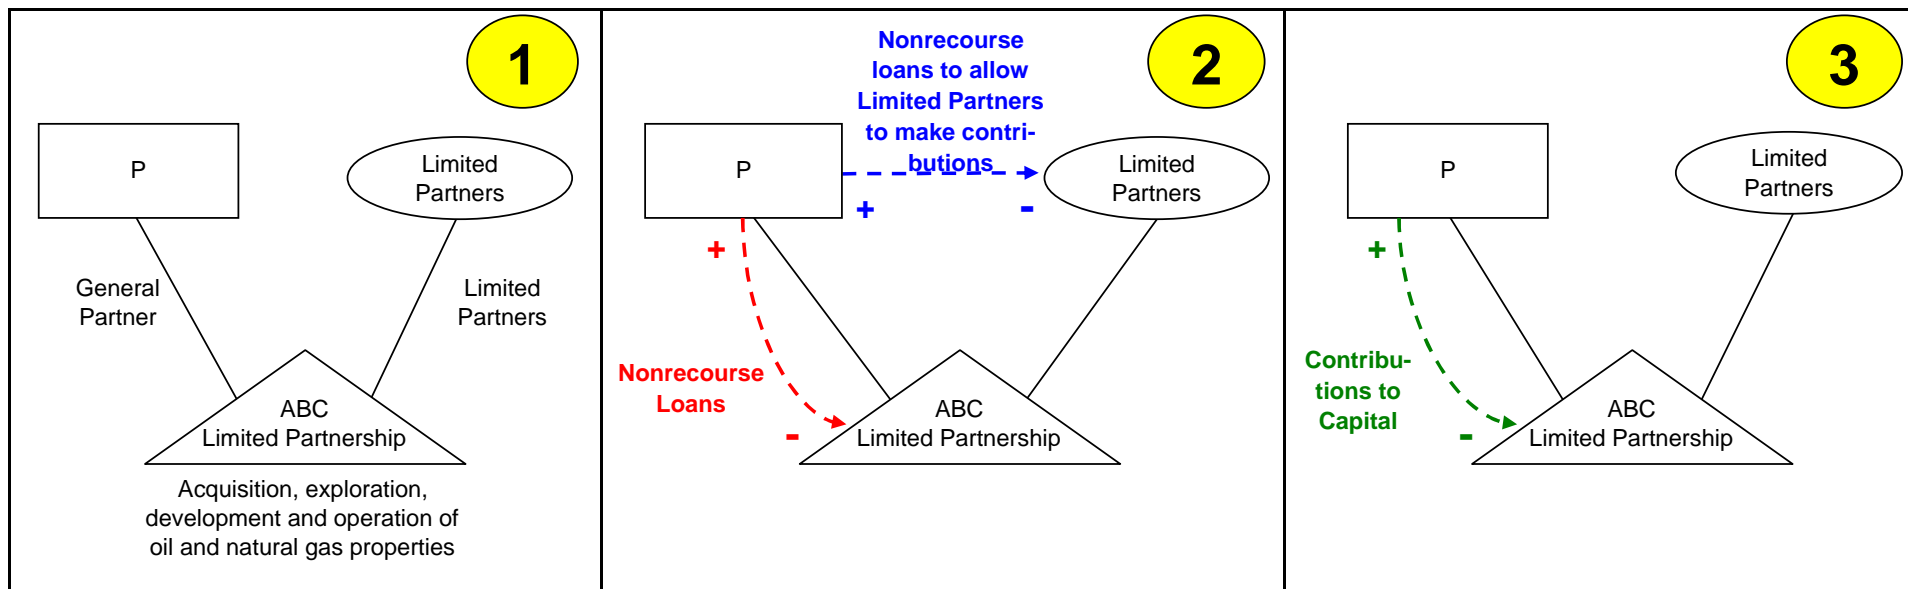 1
P
Limited
Partners
General
Partner
Limited
Partners
ABC
Limited Partnership
Acquisition, exploration,
development and operation of
oil and natural gas properties
2
Nonrecourse
loans to allow
Limited Partners
to make contri-
butions
P
Limited
Partners
+
-
+
Nonrecourse
Loans
-
ABC
Limited Partnership
3
P
Limited
Partners
+
Contribu-
tions to
Capital
-
ABC
Limited Partnership